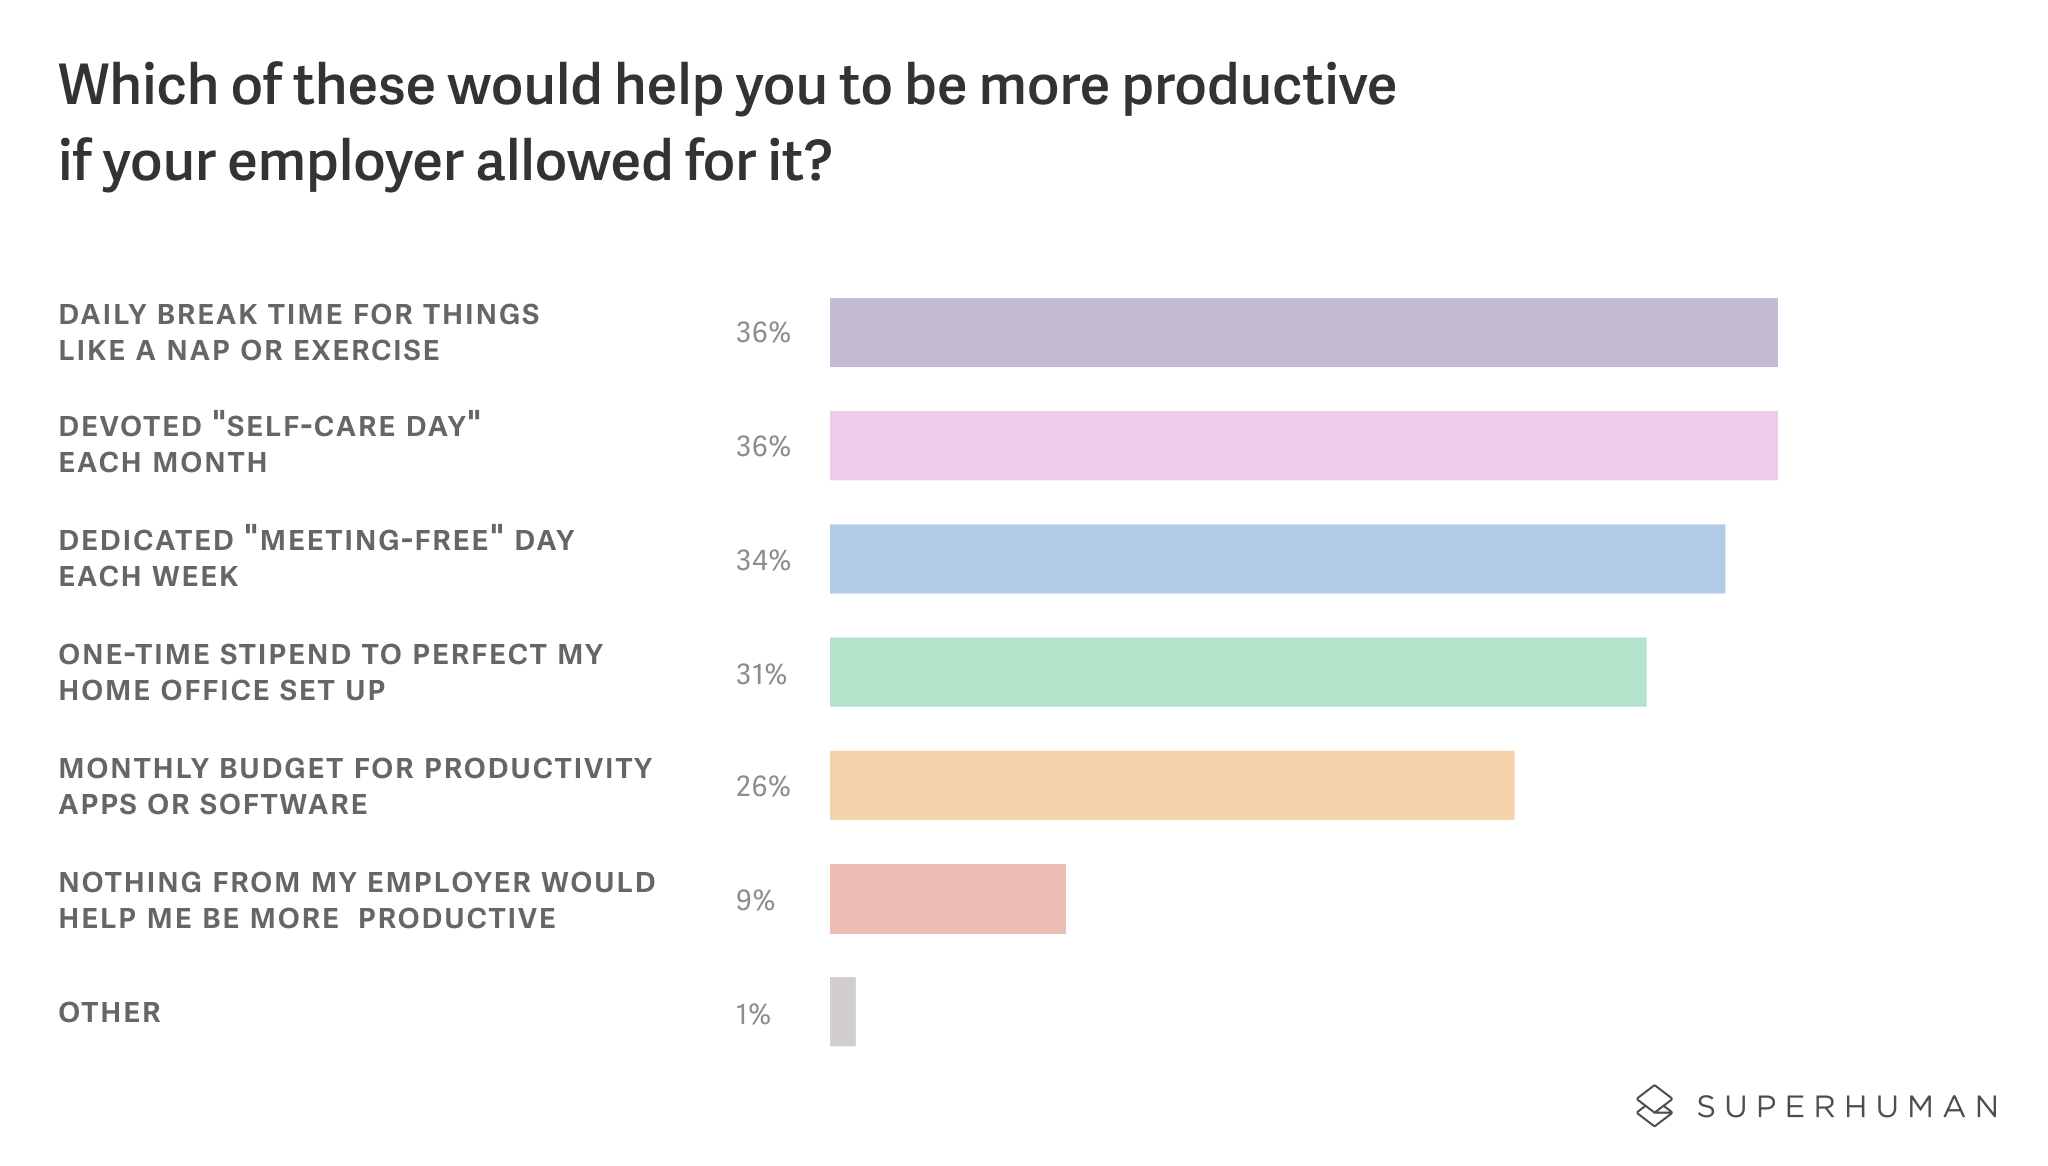 Which of these would help you to be more productive
if your employer allowed for it?
DAILY BREAK TIME FOR THINGS
LIKE A NAP OR EXERCISE
36%
DEVOTED "SELF-CARE DAY"
EACH MONTH
36%
DEDICATED "MEETING-FREE" DAY
EACH WEEK
34%
ONE-TIME STIPEND TO PERFECT MY
HOME OFFICE SET UP
31%
MONTHLY BUDGET FOR PRODUCTIVITY
APPS OR SOFTWARE
26%
NOTHING FROM MY EMPLOYER WOULD
HELP ME BE MORE  PRODUCTIVE
9%
OTHER
1%
SUPERHUMAN